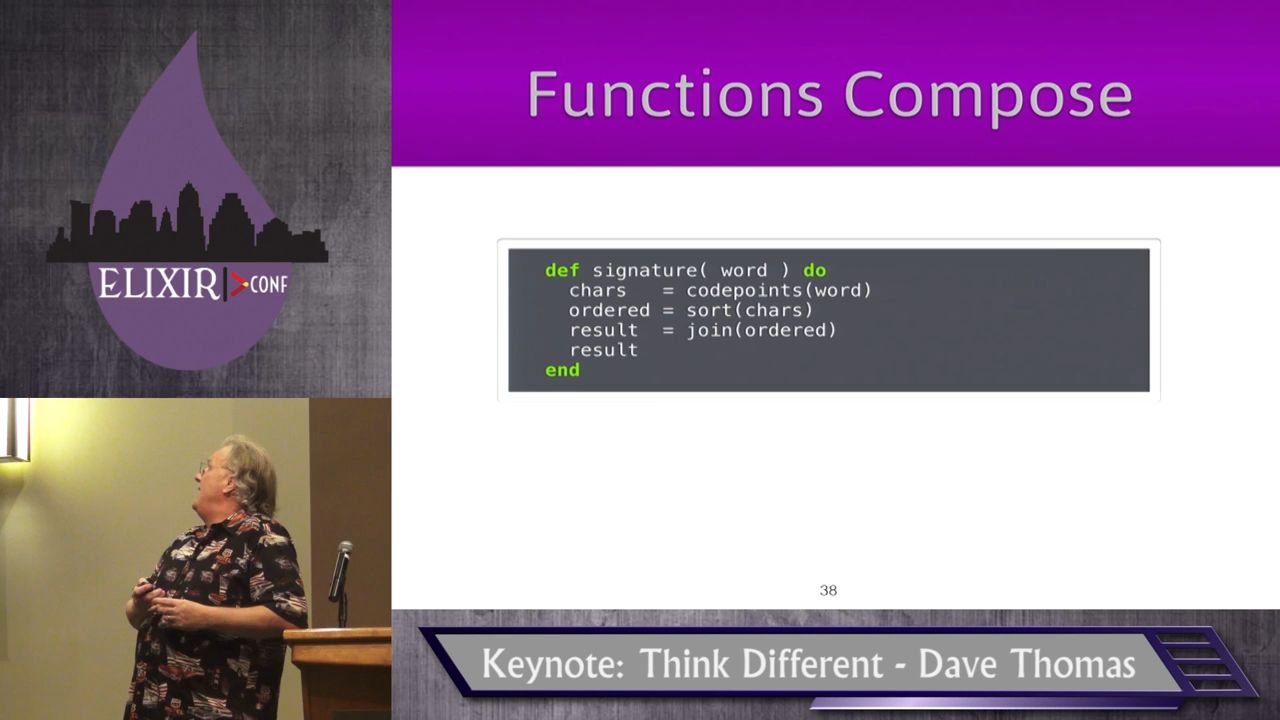 Functions Compose
ELIXIR|>CONF
def signature( word ) do
  chars   = codepoints(word)
  ordered = sort(chars)
  result  = join(ordered)
  result
end
38
Keynote: Think Different - Dave Thomas